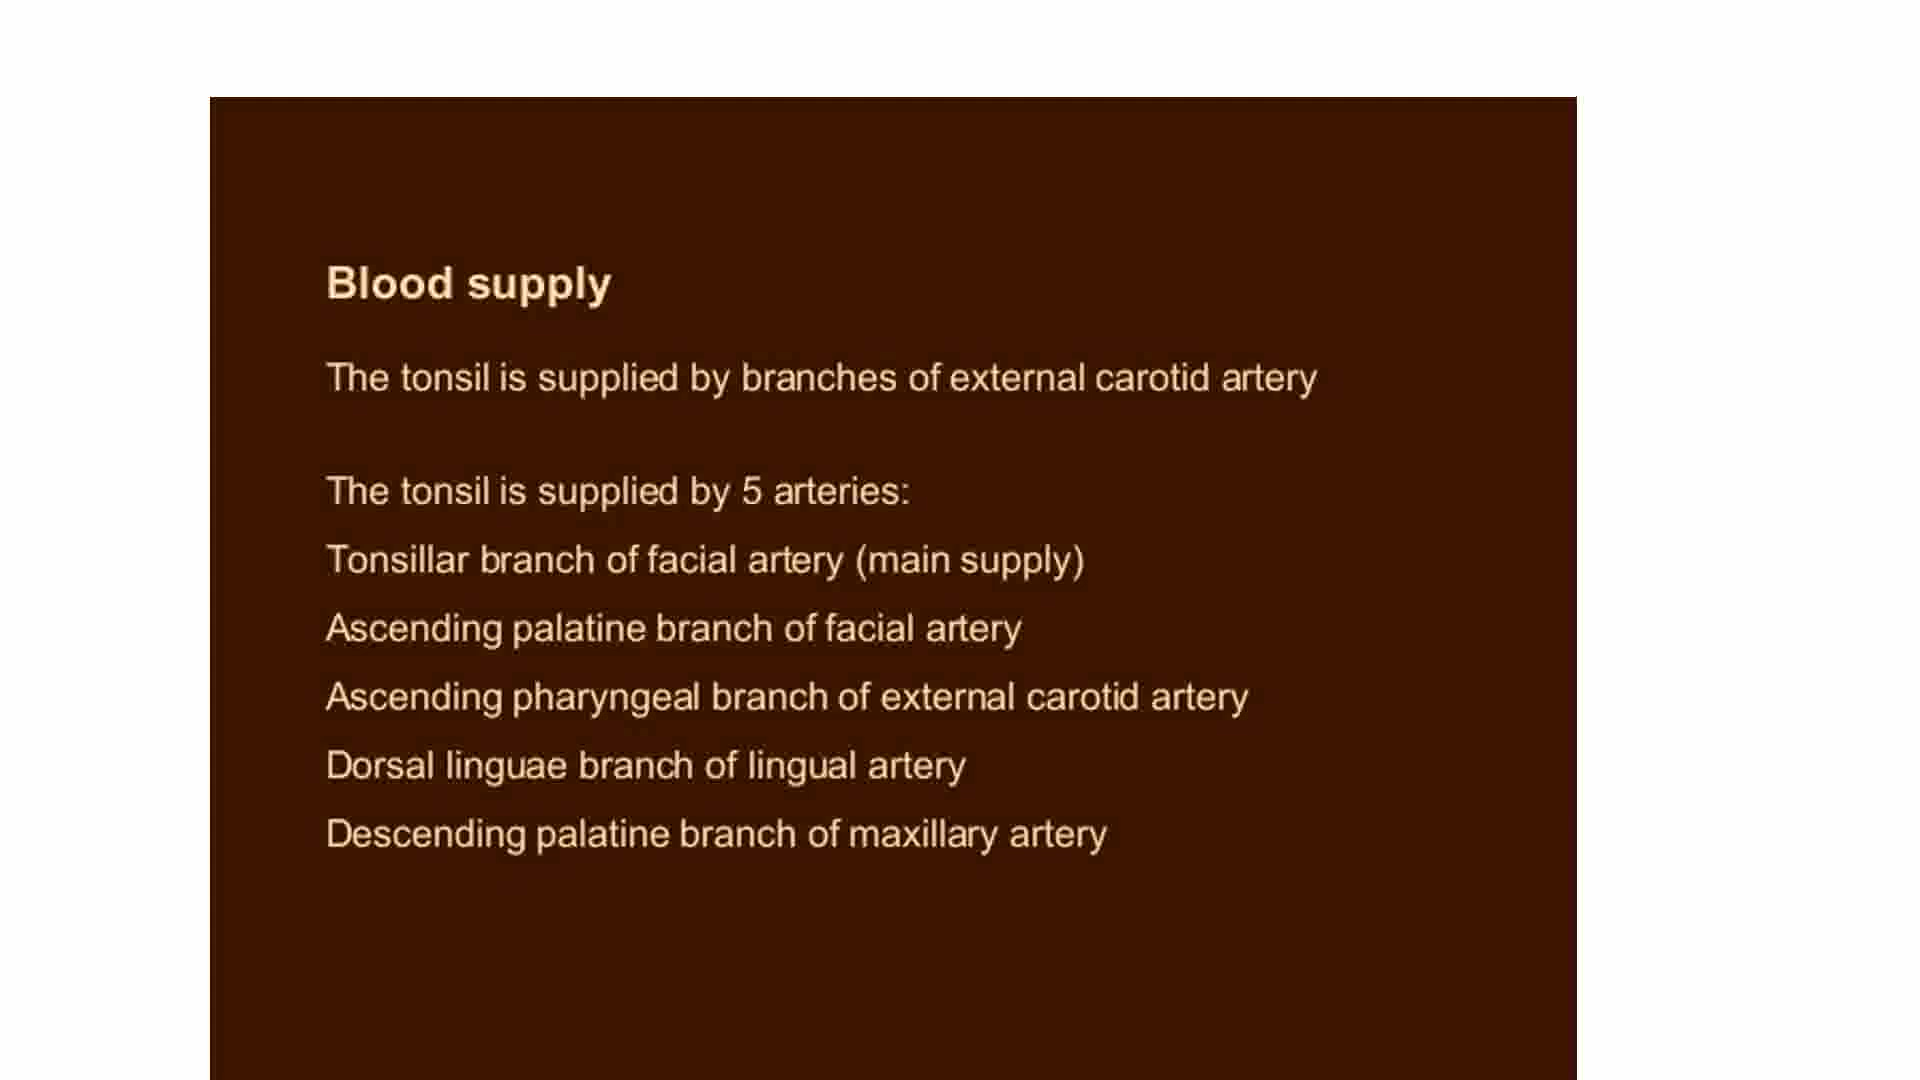 Blood supply
The tonsil is supplied by branches of external carotid artery
The tonsil is supplied by 5 arteries:
Tonsillar branch of facial artery (main supply)
Ascending palatine branch of facial artery
Ascending pharyngeal branch of external carotid artery
Dorsal linguae branch of lingual artery
Descending palatine branch of maxillary artery